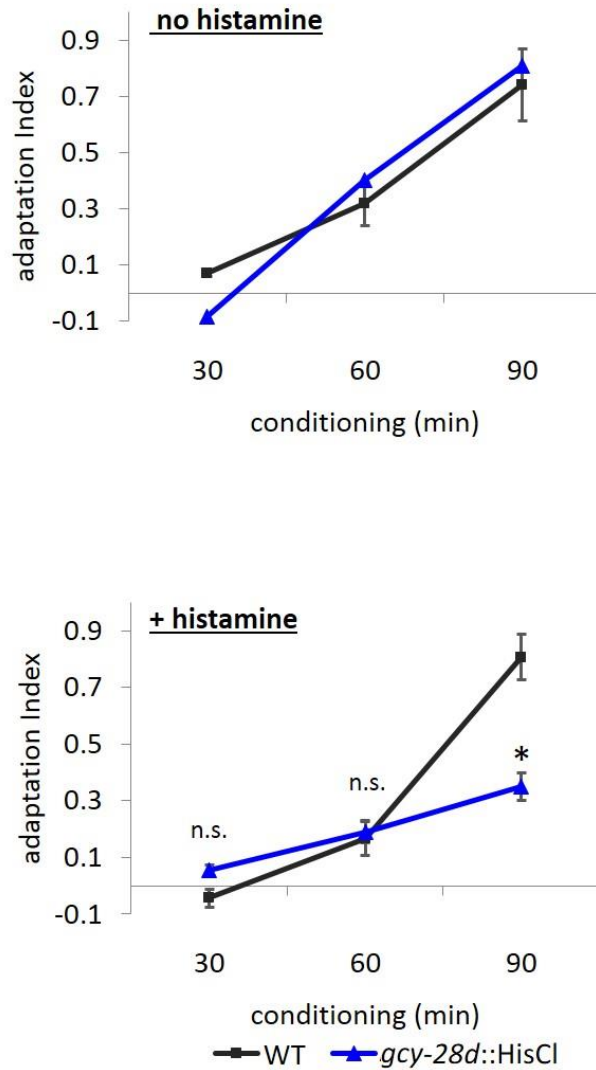 no histamine
adaptation Index
0.9
0.7
0.5
0.3
0.1
-0.1
30 60 90
conditioning (min)
+ histamine
adaptation Index
0.9
0.7
0.5
0.3
0.1
-0.1
n.s.
n.s.
*
30 60 90
conditioning (min)
WT gcy-28d::HisCl